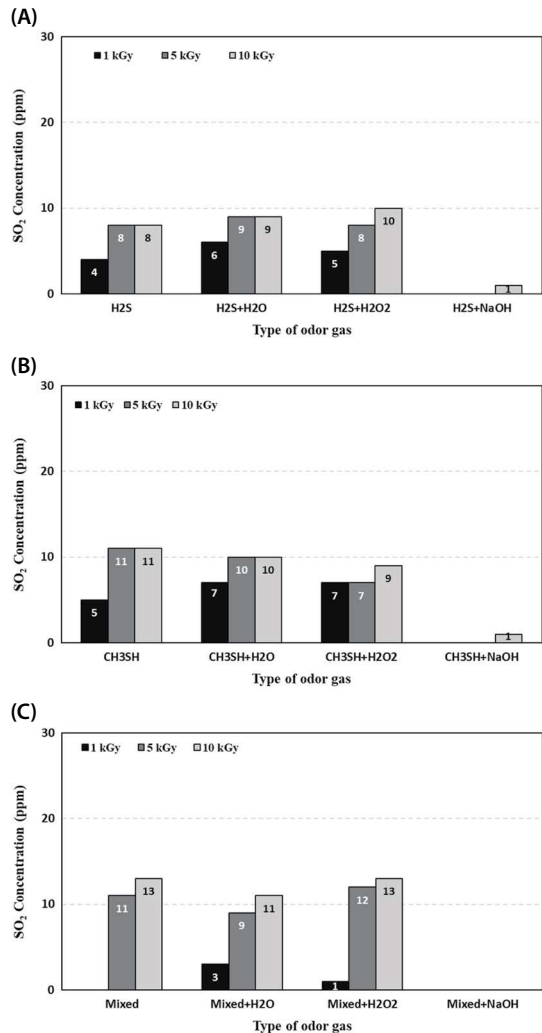 (A)
30
20
10
0
SO2 Concentration (ppm)
1 kGy 5 kGy 10 kGy
4 8 8 6 9 9 5 8 10 1
H2S H2S+H2O H2S+H2O2 H2S+NaOH
Type of odor gas
(B)
30
20
10
0
SO2 Concentration (ppm)
1 kGy 5 kGy 10 kGy
5 11 11 7 10 10 7 7 9 1
CH3SH CH3SH+H2O CH3SH+H2O2 CH3SH+NaOH
Type of odor gas
(C)
30
20
10
0
SO2 Concentration (ppm)
1 kGy 5 kGy 10 kGy
11 13 3 9 11 1 12 13
Mixed Mixed+H2O Mixed+H2O2 Mixed+NaOH
Type of odor gas